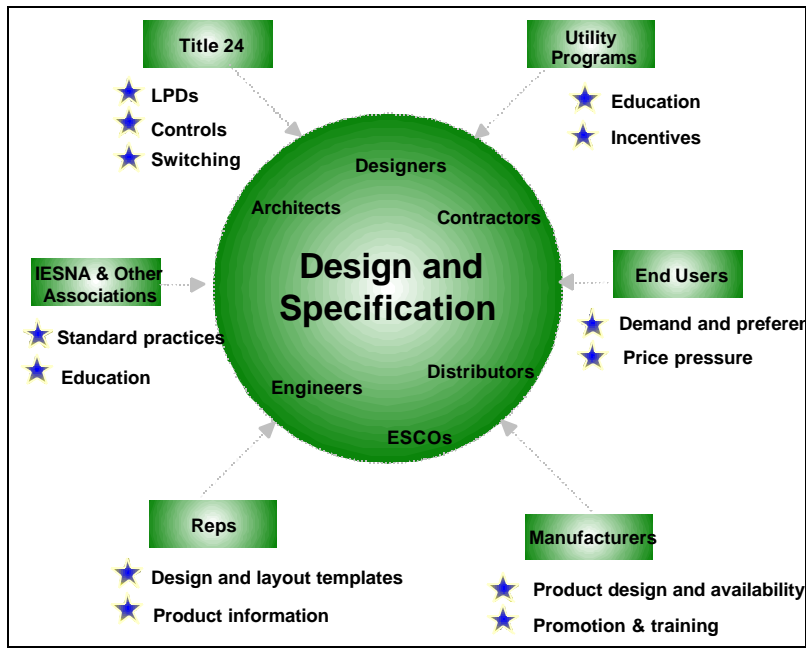 Title 24
LPDs
Controls
Switching
Utility
Programs
Education
Incentives
Designers
Architects
Contractors
Design and
Specification
Engineers
Distributors
ESCOs
IESNA & Other
Associations
Standard practices
Education
End Users
Demand and preferer
Price pressure
Reps
Design and layout templates
Product information
Manufacturers
Product design and availability
Promotion & training